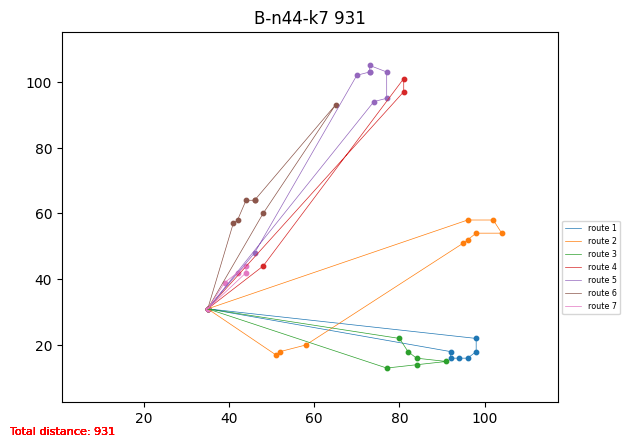 B-n44-k7 931
100
80
60
40
20
20
40
60
80
100
route 1
route 2
route 3
route 4
route 5
route 6
route 7
Total distance: 931